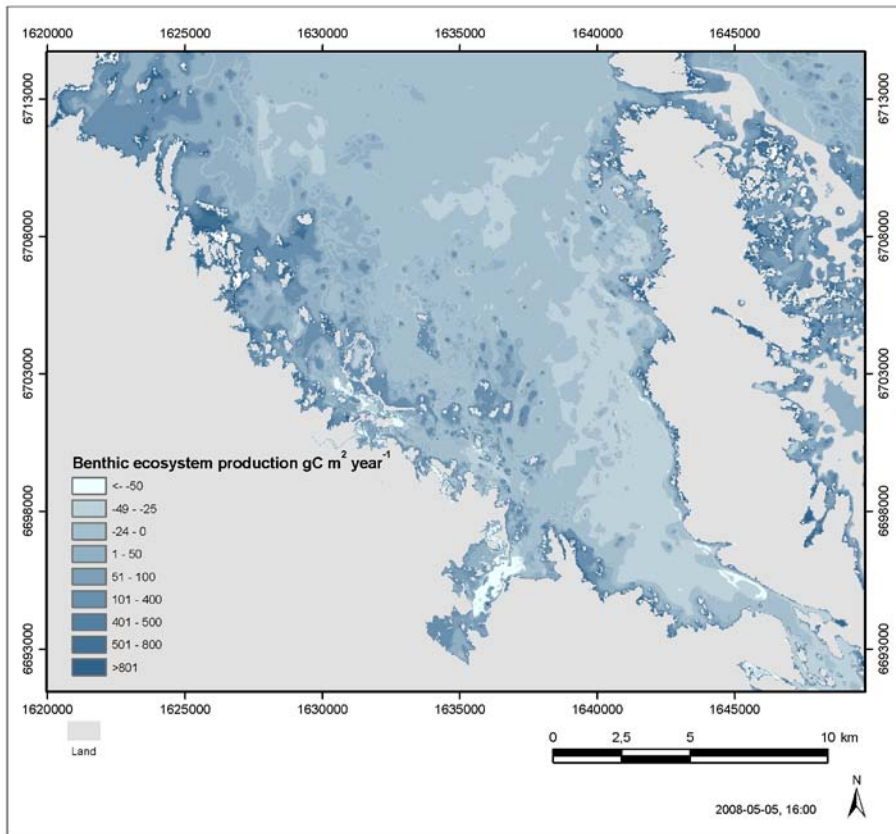 1620000 1625000 1630000 1635000 1640000 1645000
6713000 6713000
6708000 6708000
6703000 6703000
Benthic ecosystem production gC m² year⁻¹
<- -50
-49 - -25
6698000 6698000
-24 - 0
1 - 50
51 - 100
101 - 400
401 - 500
501 - 800
6693000 6693000
>801
1620000 1625000 1630000 1635000 1640000 1645000
Land
0 2,5 5 10 km
N
2008-05-05, 16:00